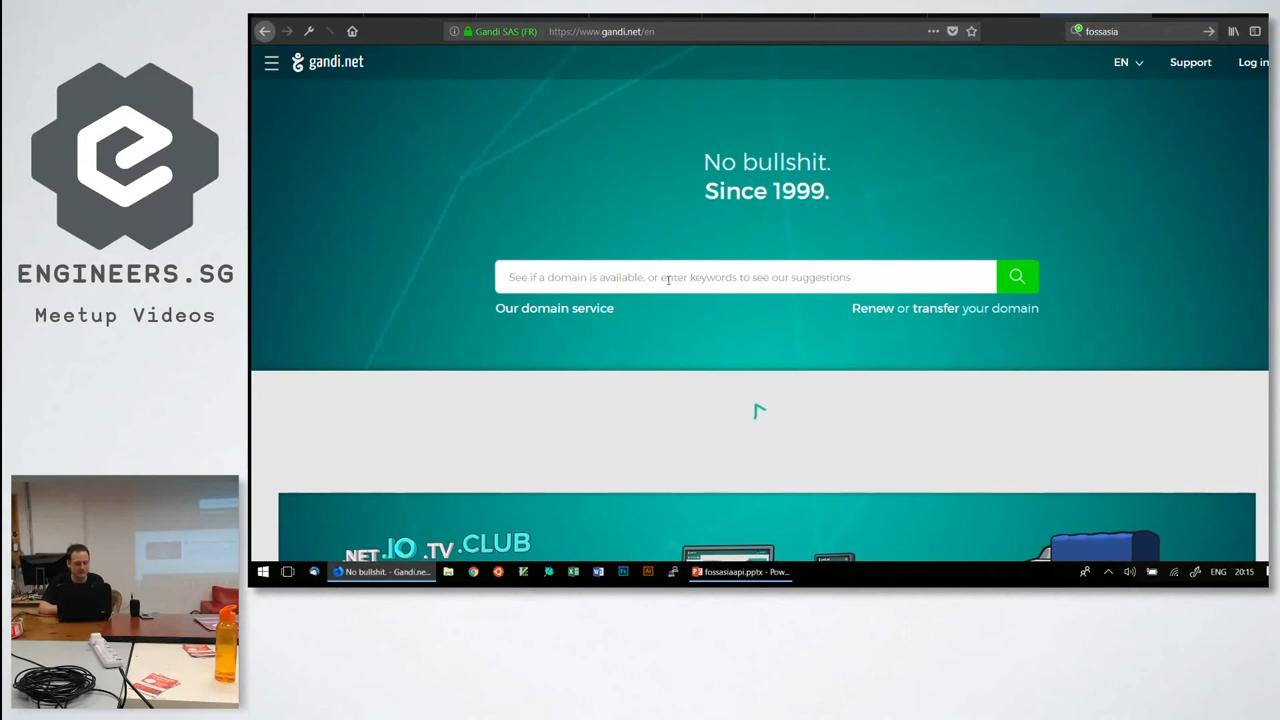 ENGINEERS.SG
Meetup Videos
Gandi SAS (FR)
https://www.gandi.net/en
fossasia
gandi.net
EN
Support
Log in
No bullshit.
Since 1999.
See if a domain is available, or enter keywords to see our suggestions
Our domain service
Renew or transfer your domain
.NET .IO .TV .CLUB
No bullshit. - Gandi.ne...
fossasiaapi.pptx - Pow...
ENG
20:15